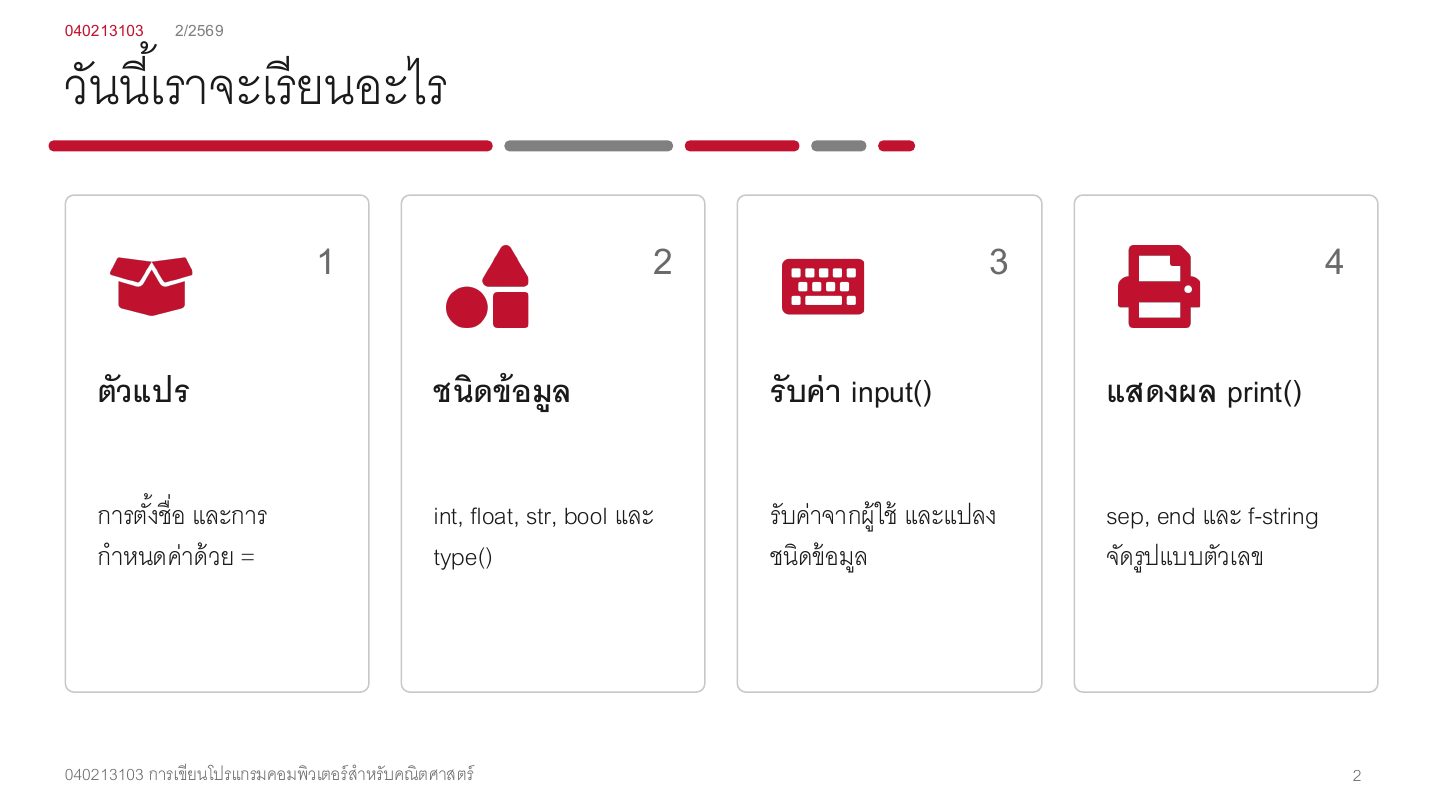 040213103 2/2569
วันนี้เราจะเรียนอะไร
1
ตัวแปร
การตั้งชื่อ และการ
กำหนดค่าด้วย =
2
ชนิดข้อมูล
int, float, str, bool และ
type()
3
รับค่า input()
รับค่าจากผู้ใช้ และแปลง
ชนิดข้อมูล
4
แสดงผล print()
sep, end และ f-string
จัดรูปแบบตัวเลข
040213103 การเขียนโปรแกรมคอมพิวเตอร์สำหรับคณิตศาสตร์
2